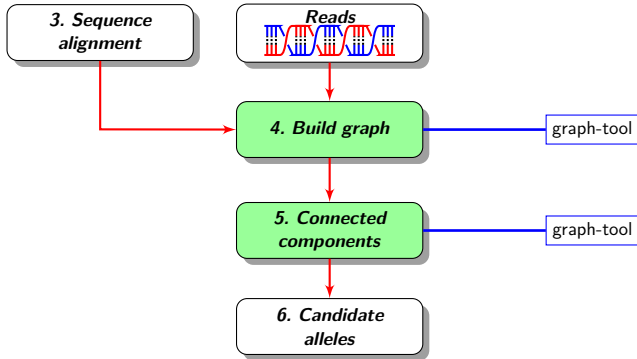 3. Sequence
alignment
Reads
4. Build graph
graph-tool
5. Connected
components
graph-tool
6. Candidate
alleles